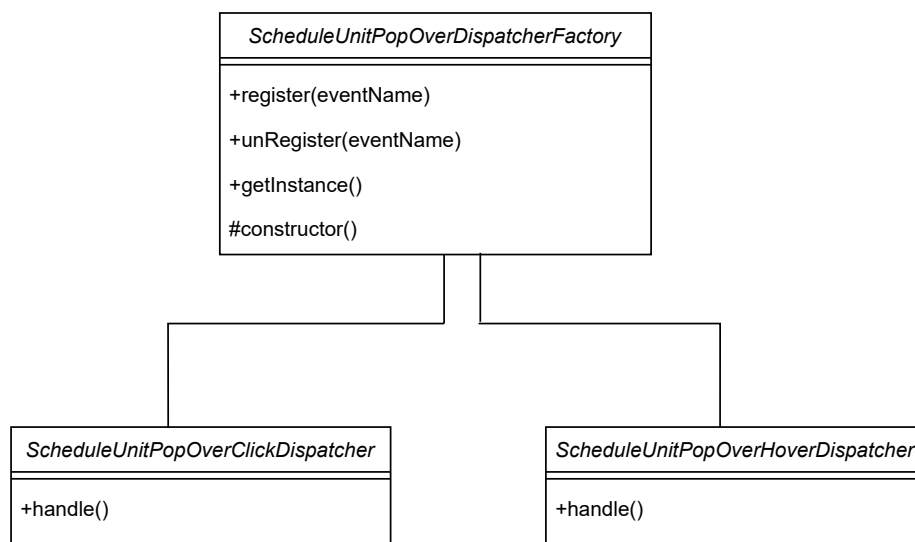 ScheduleUnitPopOverDispatcherFactory
+register(eventName)
+unRegister(eventName)
+getInstance()
#constructor()
ScheduleUnitPopOverClickDispatcher
+handle()
ScheduleUnitPopOverHoverDispatcher
+handle()